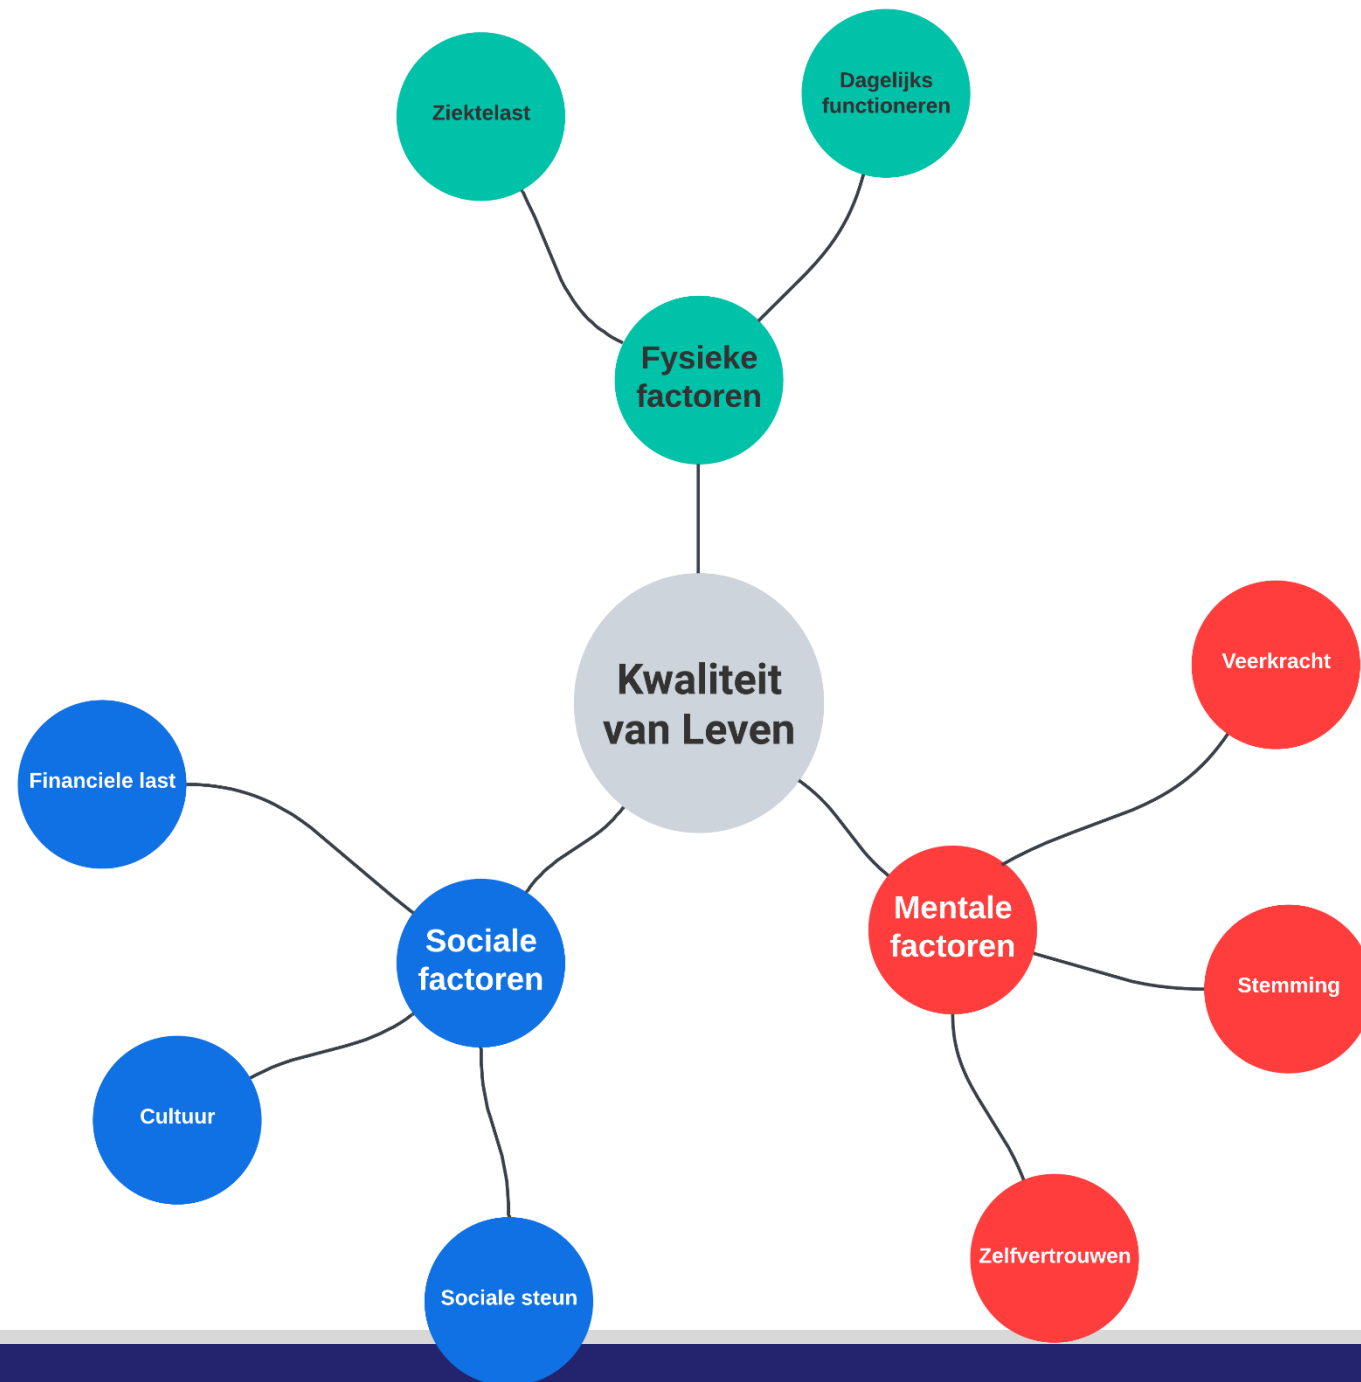 Ziektelast
Dagelijks
functioneren
Fysieke
factoren
Kwaliteit
van Leven
Veerkracht
Financiele last
Mentale
factoren
Sociale
factoren
Stemming
Cultuur
Zelfvertrouwen
Sociale steun